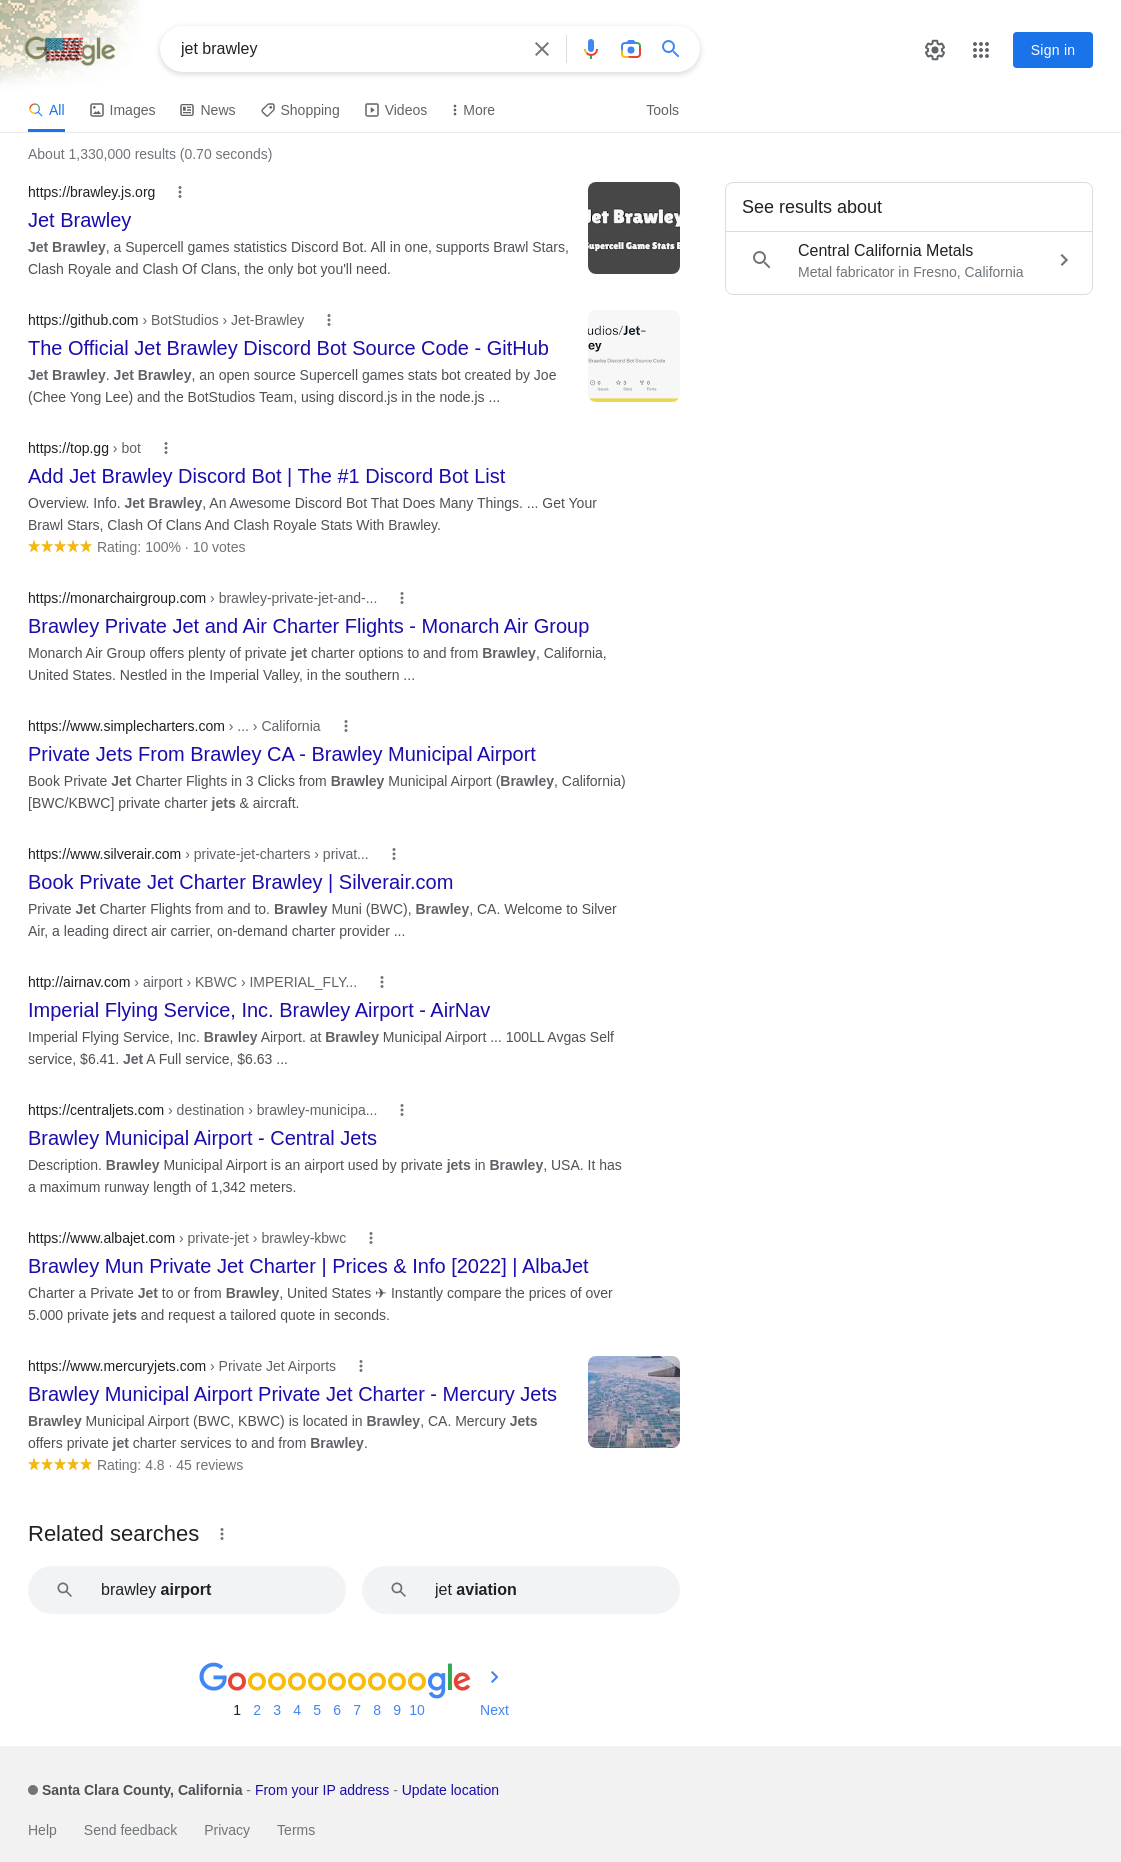 Google
jet brawley
Sign in
All Images News Shopping Videos More Tools
About 1,330,000 results (0.70 seconds)
https://brawley.js.org
Jet Brawley
Jet Brawley, a Supercell games statistics Discord Bot. All in one, supports Brawl Stars,
Clash Royale and Clash Of Clans, the only bot you'll need.
Jet Brawley
Supercell Game Stats B
See results about
Central California Metals
Metal fabricator in Fresno, California
https://github.com › BotStudios › Jet-Brawley
The Official Jet Brawley Discord Bot Source Code - GitHub
Jet Brawley. Jet Brawley, an open source Supercell games stats bot created by Joe
(Chee Yong Lee) and the BotStudios Team, using discord.js in the node.js ...
udios/Jet-
ey
Brawley Discord Bot Source Code
0 3 0
Issues Stars Forks
https://top.gg › bot
Add Jet Brawley Discord Bot | The #1 Discord Bot List
Overview. Info. Jet Brawley, An Awesome Discord Bot That Does Many Things. ... Get Your
Brawl Stars, Clash Of Clans And Clash Royale Stats With Brawley.
Rating: 100% · 10 votes
https://monarchairgroup.com › brawley-private-jet-and-...
Brawley Private Jet and Air Charter Flights - Monarch Air Group
Monarch Air Group offers plenty of private jet charter options to and from Brawley, California,
United States. Nestled in the Imperial Valley, in the southern ...
https://www.simplecharters.com › ... › California
Private Jets From Brawley CA - Brawley Municipal Airport
Book Private Jet Charter Flights in 3 Clicks from Brawley Municipal Airport (Brawley, California)
[BWC/KBWC] private charter jets & aircraft.
https://www.silverair.com › private-jet-charters › privat...
Book Private Jet Charter Brawley | Silverair.com
Private Jet Charter Flights from and to. Brawley Muni (BWC), Brawley, CA. Welcome to Silver
Air, a leading direct air carrier, on-demand charter provider ...
http://airnav.com › airport › KBWC › IMPERIAL_FLY...
Imperial Flying Service, Inc. Brawley Airport - AirNav
Imperial Flying Service, Inc. Brawley Airport. at Brawley Municipal Airport ... 100LL Avgas Self
service, $6.41. Jet A Full service, $6.63 ...
https://centraljets.com › destination › brawley-municipa...
Brawley Municipal Airport - Central Jets
Description. Brawley Municipal Airport is an airport used by private jets in Brawley, USA. It has
a maximum runway length of 1,342 meters.
https://www.albajet.com › private-jet › brawley-kbwc
Brawley Mun Private Jet Charter | Prices & Info [2022] | AlbaJet
Charter a Private Jet to or from Brawley, United States ✈ Instantly compare the prices of over
5.000 private jets and request a tailored quote in seconds.
https://www.mercuryjets.com › Private Jet Airports
Brawley Municipal Airport Private Jet Charter - Mercury Jets
Brawley Municipal Airport (BWC, KBWC) is located in Brawley, CA. Mercury Jets
offers private jet charter services to and from Brawley.
Rating: 4.8 · 45 reviews
Related searches
brawley airport
jet aviation
Goooooooooogle
1 2 3 4 5 6 7 8 9 10 Next
Santa Clara County, California - From your IP address - Update location
Help Send feedback Privacy Terms